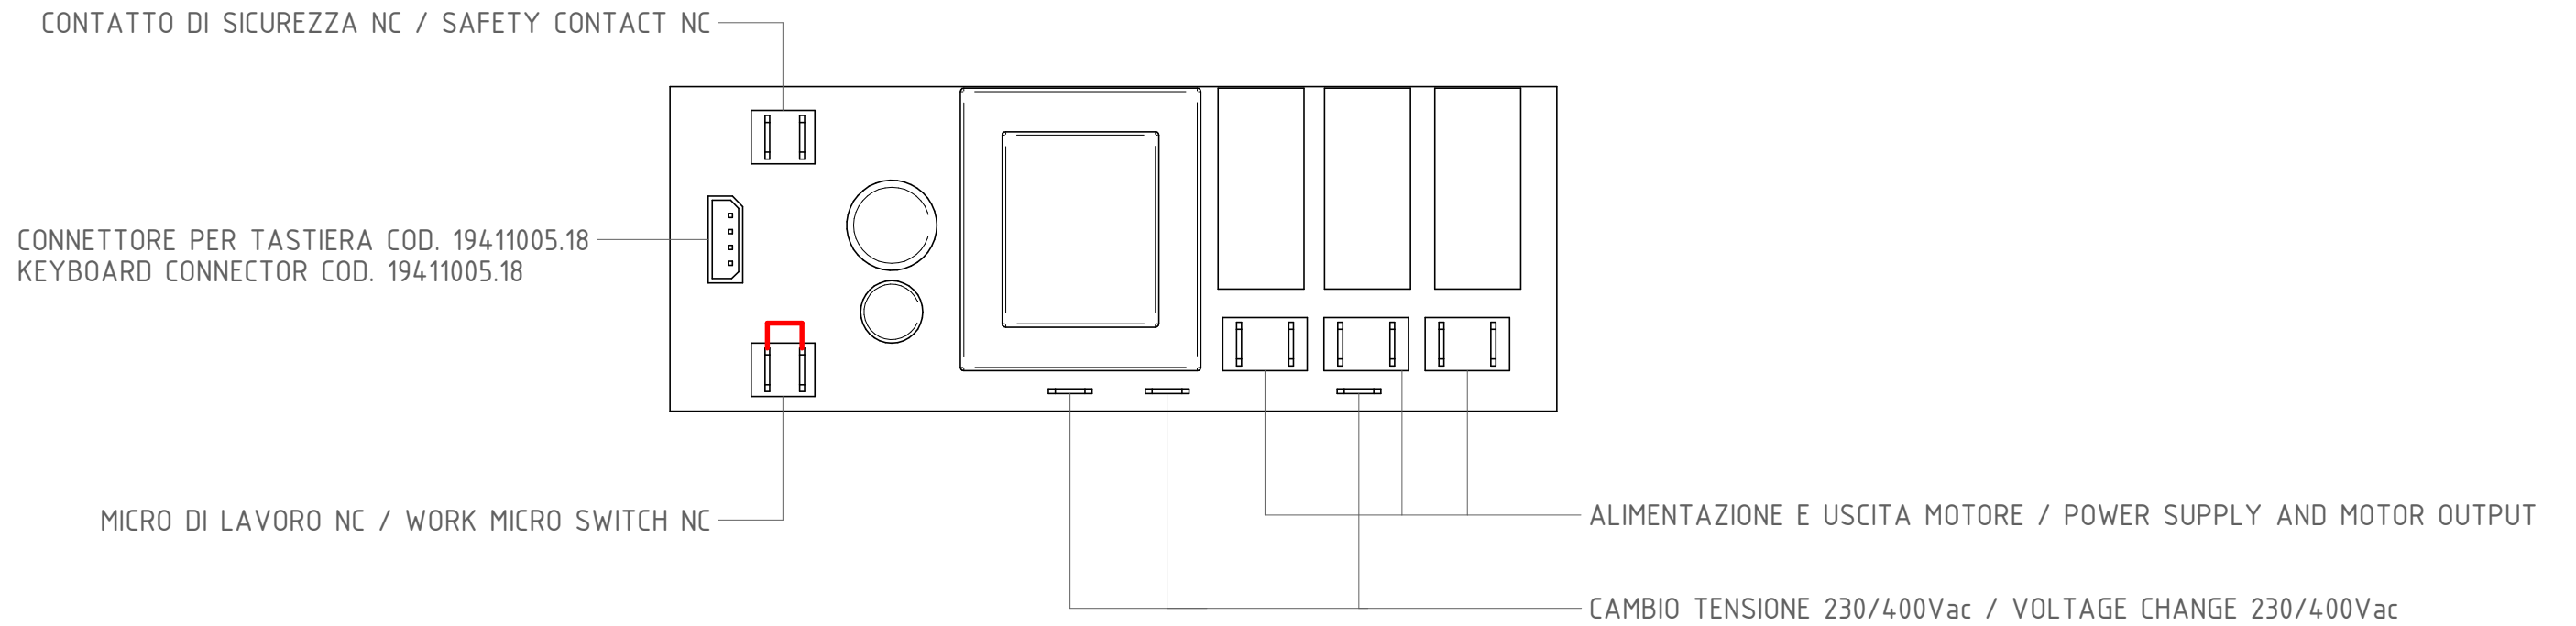 CONTATTO DI SICUREZZA NC / SAFETY CONTACT NC
CONNETTORE PER TASTIERA COD. 19411005.18
KEYBOARD CONNECTOR COD. 19411005.18
MICRO DI LAVORO NC / WORK MICRO SWITCH NC
ALIMENTAZIONE E USCITA MOTORE / POWER SUPPLY AND MOTOR OUTPUT
CAMBIO TENSIONE 230/400Vac / VOLTAGE CHANGE 230/400Vac